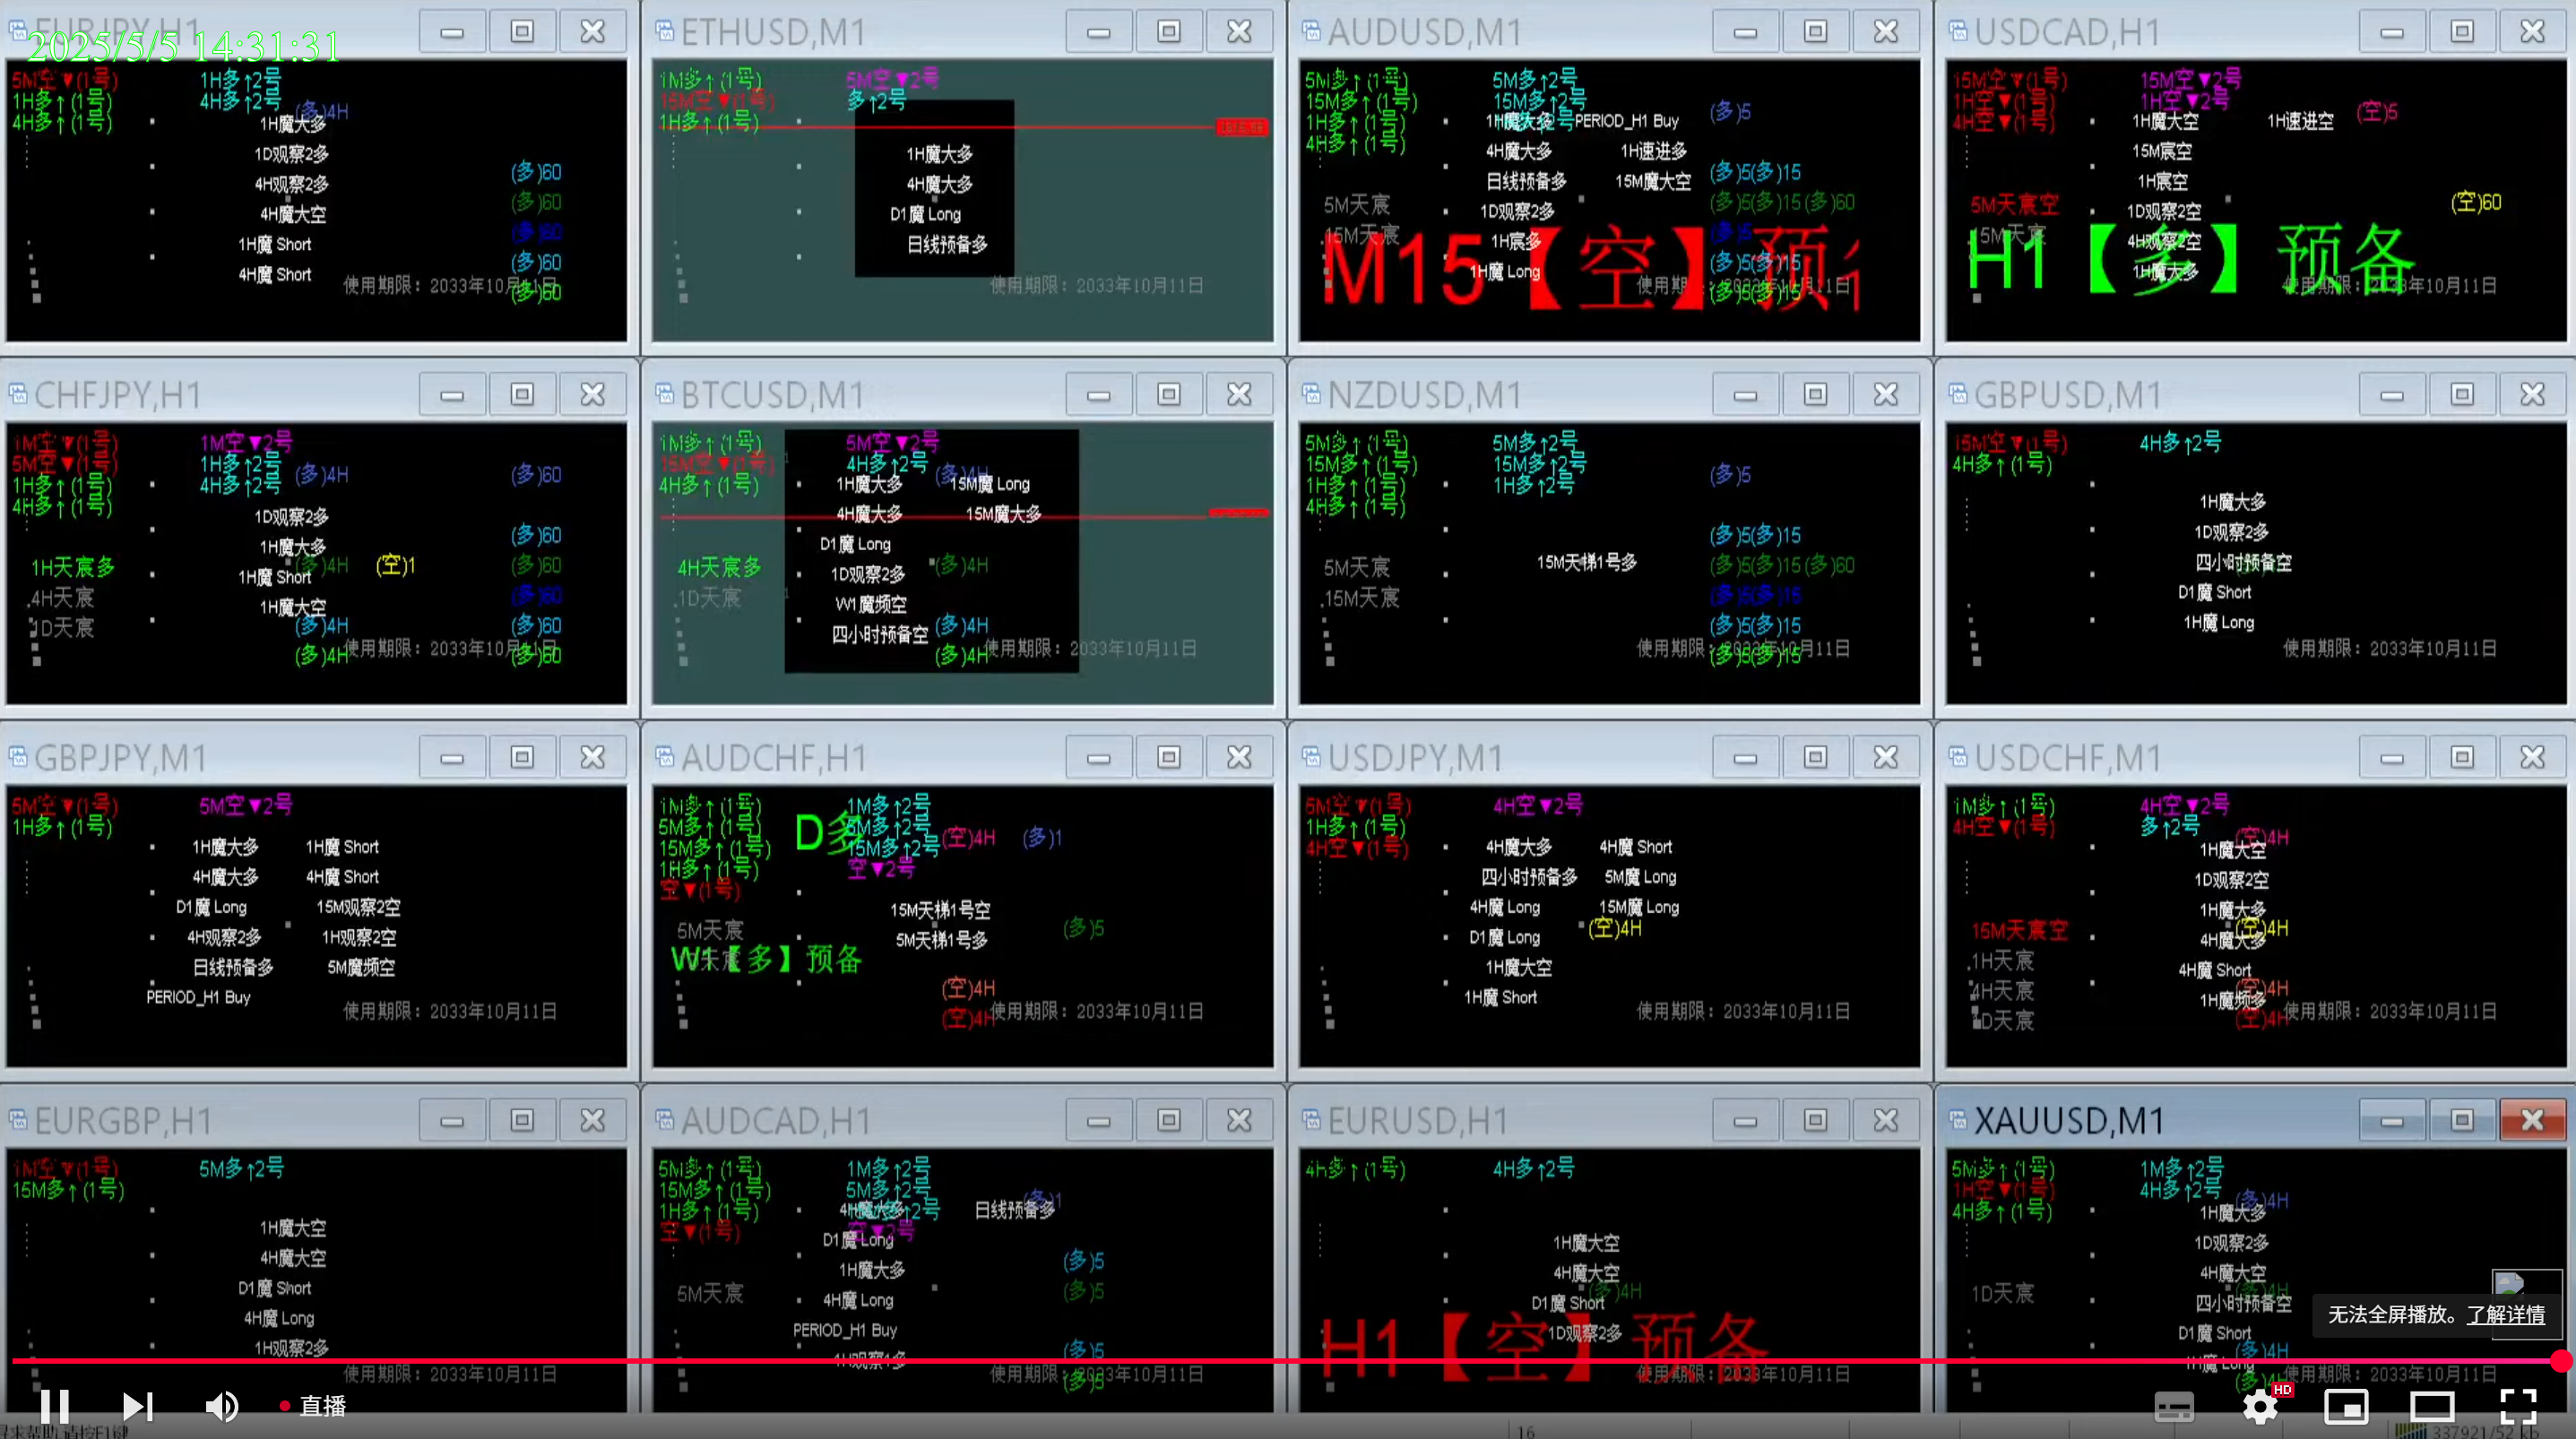 EURJPY,H1
2025/5/5 14:31:31
5M空▼(1号)
1H多↑2号
1H多↑(1号)
4H多↑2号
(多)4H
4H多↑(1号)
1H魔大多
1D观察2多
(多)60
4H观察2多
(多)60
4H魔大空
(多)60
1H魔 Short
(多)60
4H魔 Short
使用期限：2033年10月11日
(多)60
ETHUSD,M1
1M多↑(1号)
5M空▼2号
15M空▼(1号)
多↑2号
1H多↑(1号)
1H魔大多
4H魔大多
D1魔 Long
日线预备多
使用期限：2033年10月11日
AUDUSD,M1
5M多↑(1号)
5M多↑2号
15M多↑(1号)
15M多↑2号
(多)5
1H多↑(1号)
1H魔大多
PERIOD_H1 Buy
4H多↑(1号)
4H魔大多
1H速进多
日线预备多
15M魔大空
(多)5(多)15
5M天宸
1D观察2多
(多)5(多)15(多)60
15M天宸
1H宸多
(多)5
1H魔 Long
(多)5(多)15
M15【空】预
(多)5(多)15
USDCAD,H1
15M空▼(1号)
15M空▼2号
1H空▼(1号)
1H空▼2号
(空)5
4H空▼(1号)
1H魔大空
1H速进空
15M宸空
1H宸空
5M天宸空
1D观察2空
(空)60
15M天宸
4H观察2空
1H魔大多
H1【多】预备
使用期限：2033年10月11日
CHFJPY,H1
1M空▼(1号)
1M空▼2号
5M空▼(1号)
1H多↑2号
(多)4H
(多)60
1H多↑(1号)
4H多↑2号
4H多↑(1号)
1D观察2多
(多)60
1H魔大多
1H天宸多
(多)4H
(空)1
(多)60
1H魔 Short
4H天宸
(多)60
1H魔大空
1D天宸
(多)4H
(多)60
(多)4H
使用期限：2033年10月11日
(多)60
BTCUSD,M1
1M多↑(1号)
5M空▼2号
15M空▼(1号)
4H多↑2号
(多)4H
4H多↑(1号)
1H魔大多
15M魔 Long
4H魔大多
15M魔大多
D1魔 Long
4H天宸多
1D观察2多
(多)4H
1D天宸
W1魔频空
四小时预备空
(多)4H
(多)4H
使用期限：2033年10月11日
NZDUSD,M1
5M多↑(1号)
5M多↑2号
15M多↑(1号)
15M多↑2号
(多)5
1H多↑(1号)
1H多↑2号
4H多↑(1号)
(多)5(多)15
5M天宸
15M天梯1号多
(多)5(多)15(多)60
15M天宸
(多)5(多)15
(多)5(多)15
使用期限：2033年10月11日
(多)5(多)15
GBPUSD,M1
15M空▼(1号)
4H多↑2号
4H多↑(1号)
1H魔大多
1D观察2多
四小时预备空
D1魔 Short
1H魔 Long
使用期限：2033年10月11日
GBPJPY,M1
5M空▼(1号)
5M空▼2号
1H多↑(1号)
1H魔大多
1H魔 Short
4H魔大多
4H魔 Short
D1魔 Long
15M观察2空
4H观察2多
1H观察2空
日线预备多
5M魔频空
PERIOD_H1 Buy
使用期限：2033年10月11日
AUDCHF,H1
1M多↑(1号)
1M多↑2号
5M多↑(1号)
D多
5M多↑2号
(空)4H
(多)1
15M多↑(1号)
15M多↑2号
1H多↑(1号)
空▼2号
空▼(1号)
15M天梯1号空
5M天宸
5M天梯1号多
(多)5
W1【多】预备
(空)4H
(空)4H
使用期限：2033年10月11日
USDJPY,M1
5M空▼(1号)
4H空▼2号
1H多↑(1号)
4H空▼(1号)
4H魔大多
4H魔 Short
四小时预备多
5M魔 Long
4H魔 Long
15M魔 Long
D1魔 Long
(空)4H
1H魔大空
1H魔 Short
使用期限：2033年10月11日
USDCHF,M1
1M多↑(1号)
4H空▼2号
4H空▼(1号)
多↑2号
(空)4H
1H魔大空
1D观察2空
1H魔大多
15M天宸空
(空)4H
4H魔大多
1H天宸
4H魔 Short
4H天宸
(空)4H
1H魔频多
1D天宸
(空)4H
使用期限：2033年10月11日
EURGBP,H1
1M空▼(1号)
5M多↑2号
15M多↑(1号)
1H魔大空
4H魔大空
D1魔 Short
4H魔 Long
1H观察2多
使用期限：2033年10月11日
AUDCAD,H1
5M多↑(1号)
1M多↑2号
15M多↑(1号)
5M多↑2号
(多)1
1H多↑(1号)
4H魔大多
日线预备多
空▼(1号)
空▼2号
D1魔 Long
(多)5
1H魔大多
5M天宸
4H魔 Long
(多)5
PERIOD_H1 Buy
(多)5
1H观察1多
(多)5
使用期限：2033年10月11日
EURUSD,H1
4H多↑(1号)
4H多↑2号
1H魔大空
4H魔大空
(多)4H
D1魔 Short
1D观察2多
H1【空】预备
使用期限：2033年10月11日
XAUUSD,M1
5M多↑(1号)
1M多↑2号
1H空▼(1号)
4H多↑2号
(多)4H
4H多↑(1号)
1H魔大多
1D观察2多
4H魔大空
1D天宸
(多)4H
四小时预备空
D1魔 Short
(多)4H
1H魔 Long
(多)4H
使用期限：2033年10月11日
无法全屏播放。了解详情
直播
HD
16